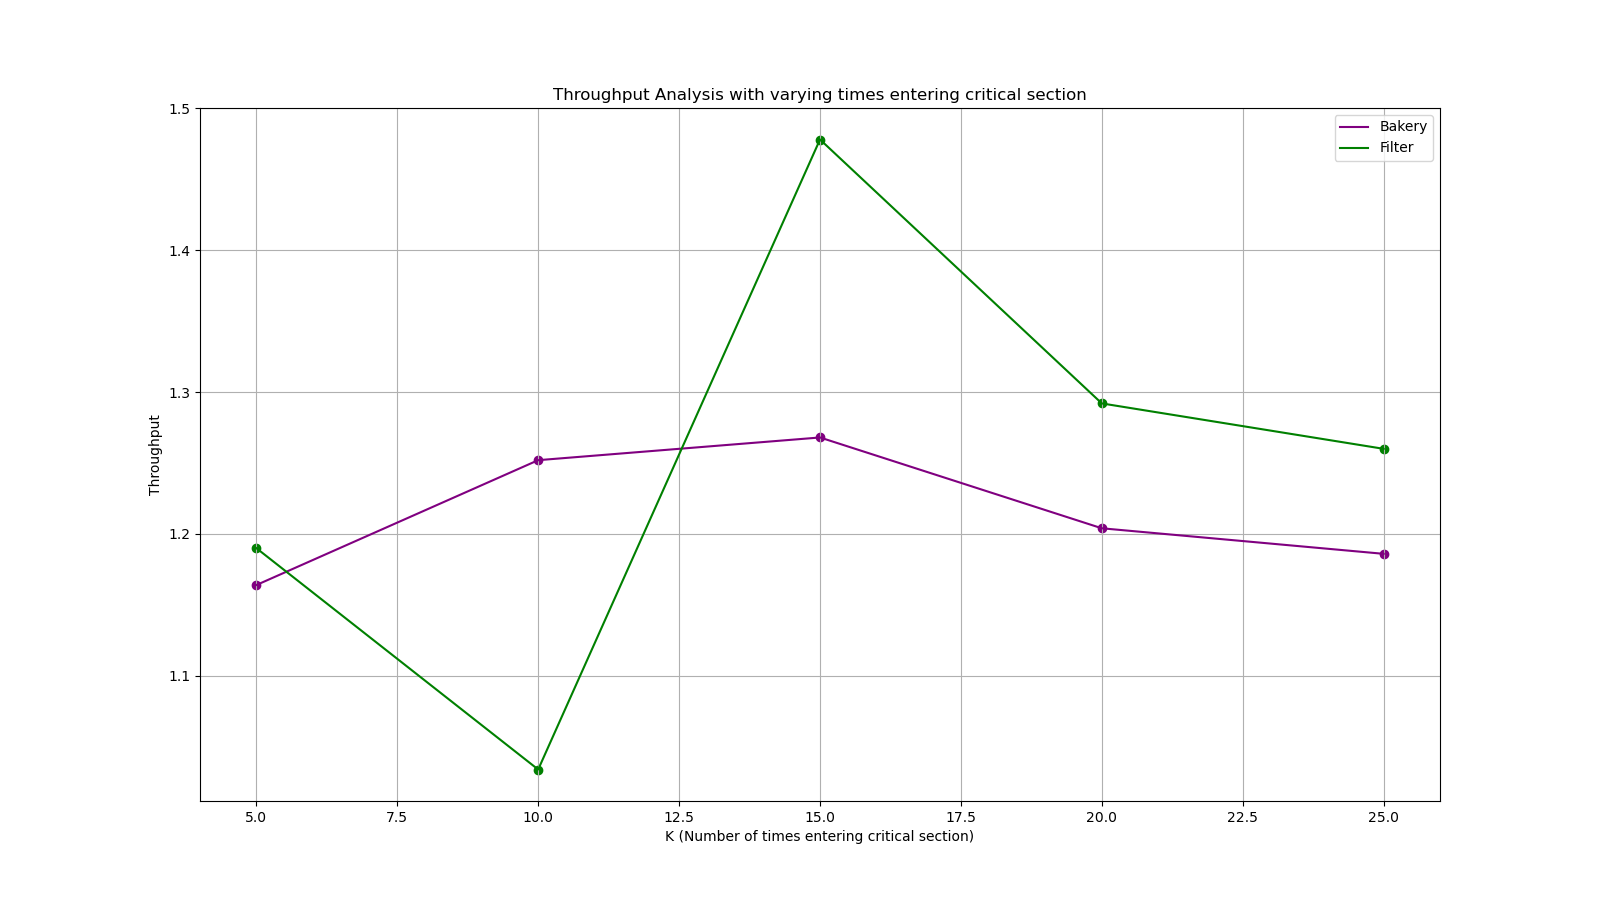 Throughput Analysis with varying times entering critical section
Bakery
Filter
1.5
1.4
1.3
1.2
1.1
Throughput
5.0 7.5 10.0 12.5 15.0 17.5 20.0 22.5 25.0
K (Number of times entering critical section)